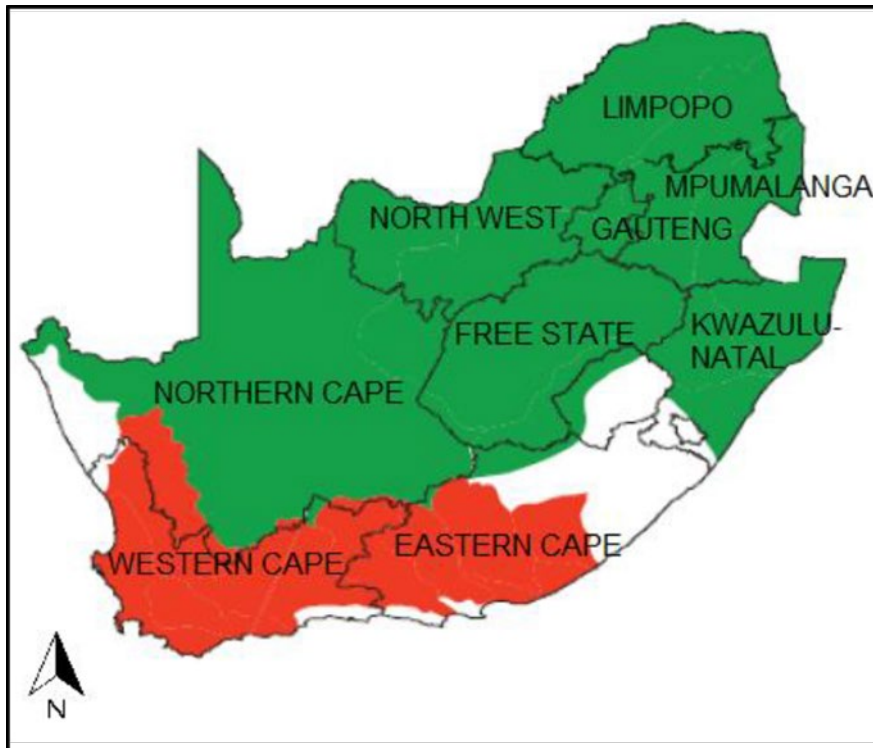 LIMPOPO
MPUMALANGA
NORTH WEST
GAUTENG
FREE STATE
KWAZULU-
NATAL
NORTHERN CAPE
WESTERN CAPE
EASTERN CAPE
N